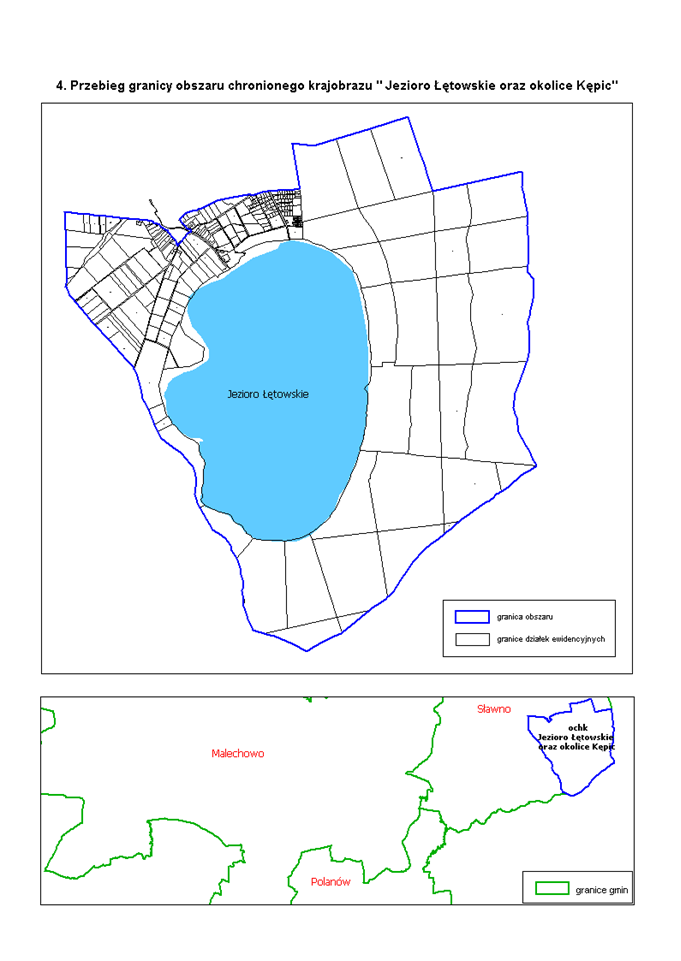 4. Przebieg granicy obszaru chronionego krajobrazu " Jezioro Łętowskie oraz okolice Kępic"
Jezioro Łętowskie
granica obszaru
granice działek ewidencyjnych
Sławno
ochk
Jezioro Łętowskie
oraz okolice Kępic
Malechowo
Polanów
granice gmin